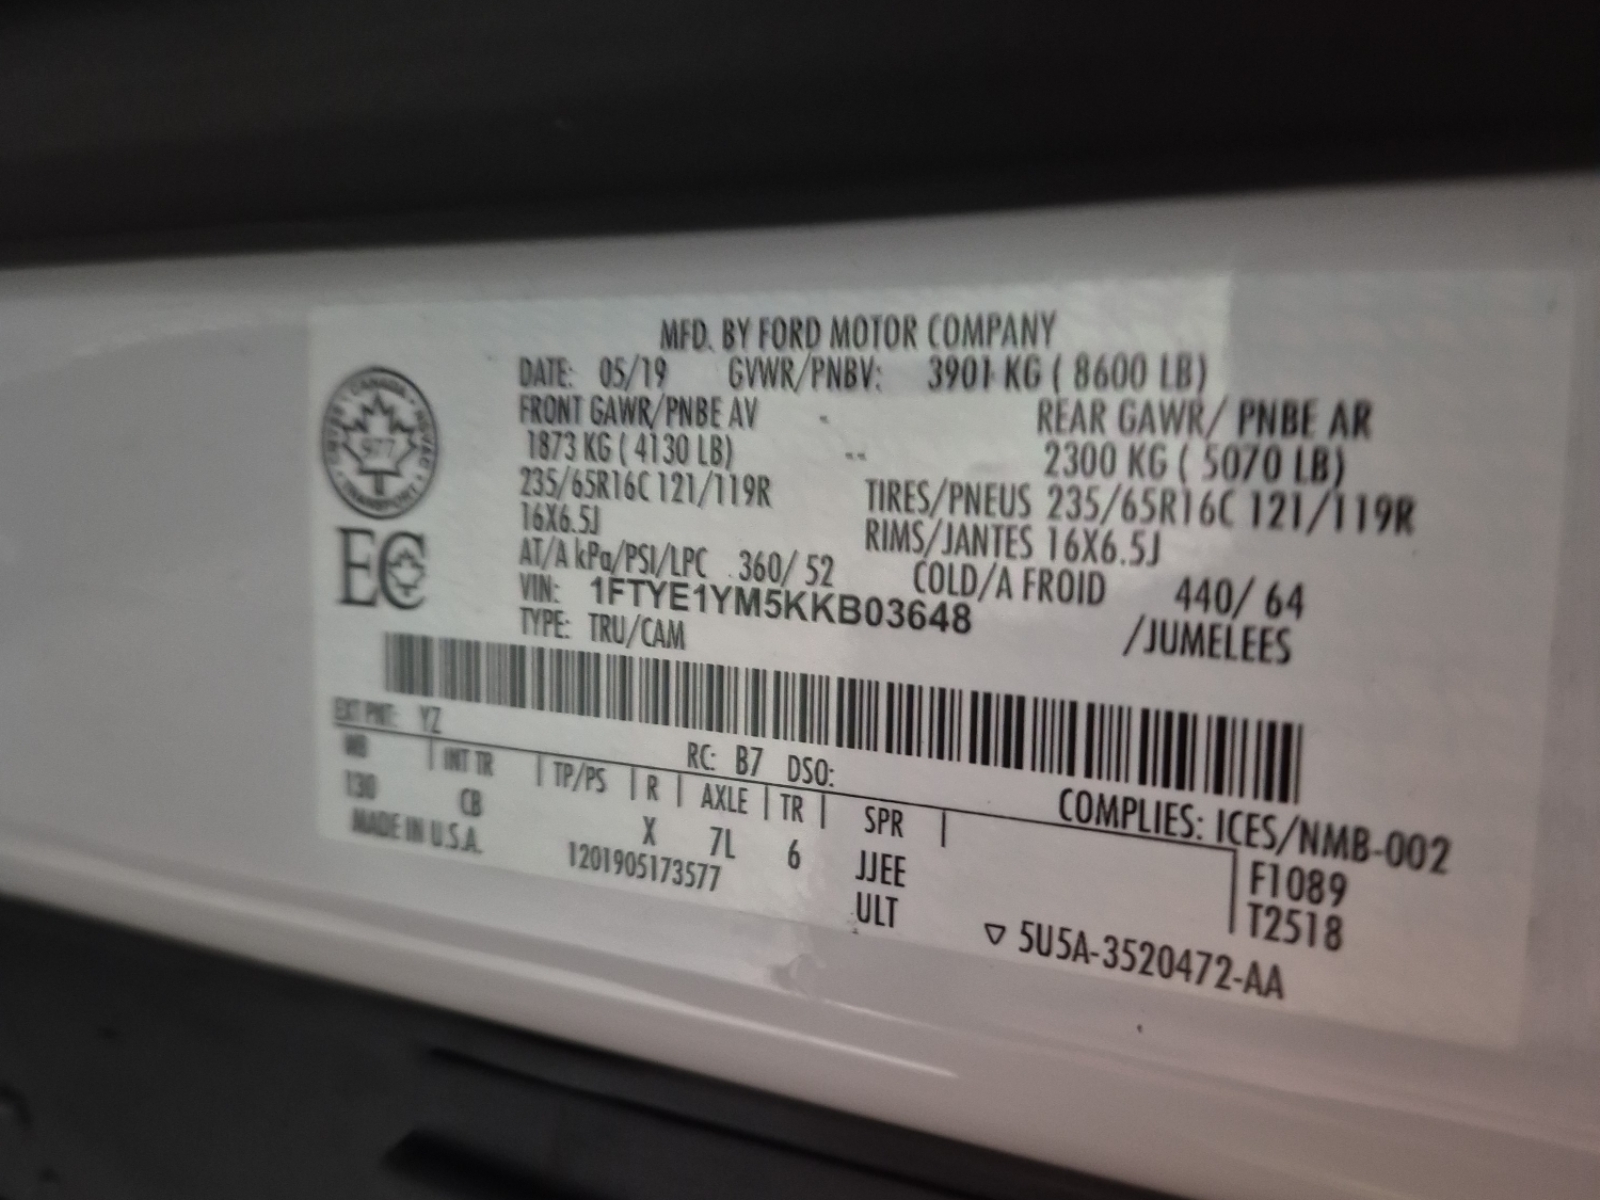 MFD. BY FORD MOTOR COMPANY
DATE: 05/19 GVWR/PNBV: 3901 KG ( 8600 LB)
FRONT GAWR/PNBE AV REAR GAWR/ PNBE AR
1873 KG ( 4130 LB) 2300 KG ( 5070 LB)
235/65R16C 121/119R TIRES/PNEUS 235/65R16C 121/119R
16X6.5J RIMS/JANTES 16X6.5J
AT/A kPa/PSI/LPC 360/ 52 COLD/A FROID 440/ 64
VIN: 1FTYE1YM5KKB03648 /JUMELEES
TYPE: TRU/CAM
CANADA
TRANSPORT
977
EC
EXT PNT: YZ RC: B7 DSO:
WB INT TR TP/PS R AXLE TR SPR
130 CB X 7L 6 JJEE
MADE IN U.S.A. 1201905173577 ULT
COMPLIES: ICES/NMB-002
F1089
T2518
5U5A-3520472-AA